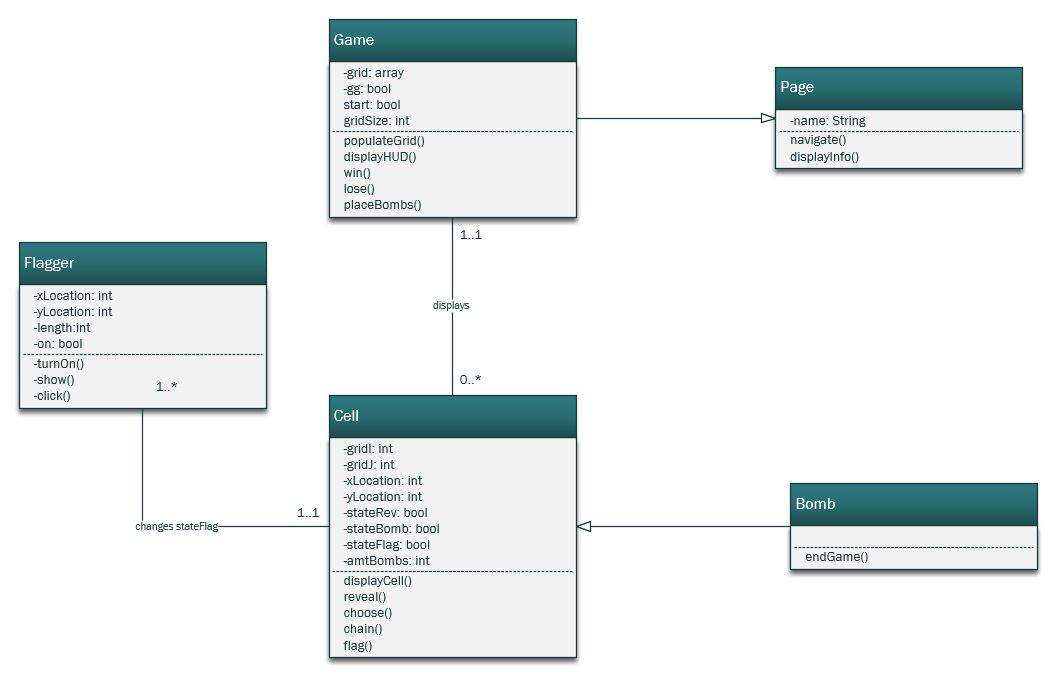 Game
-grid: array
-gg: bool
start: bool
gridSize: int
populateGrid()
displayHUD()
win()
lose()
placeBombs()
Page
-name: String
navigate()
displayInfo()
1..1
displays
0..*
Flagger
-xLocation: int
-yLocation: int
-length:int
-on: bool
-turnOn()
-show()
-click()
1..*
changes stateFlag
1..1
Cell
-gridI: int
-gridJ: int
-xLocation: int
-yLocation: int
-stateRev: bool
-stateBomb: bool
-stateFlag: bool
-amtBombs: int
displayCell()
reveal()
choose()
chain()
flag()
Bomb
endGame()